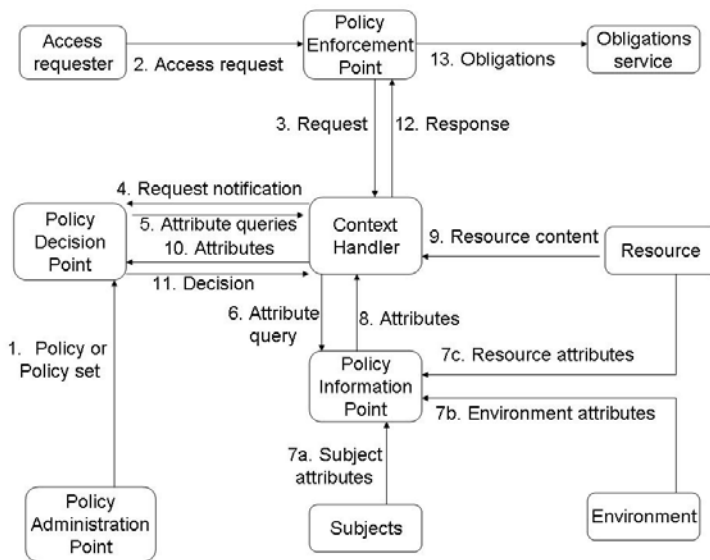 Access
requester
2. Access request
Policy
Enforcement
Point
13. Obligations
Obligations
service
3. Request
12. Response
4. Request notification
Policy
Decision
Point
5. Attribute queries
10. Attributes
11. Decision
Context
Handler
9. Resource content
Resource
6. Attribute
query
8. Attributes
1. Policy or
Policy set
Policy
Information
Point
7c. Resource attributes
7b. Environment attributes
7a. Subject
attributes
Policy
Administration
Point
Subjects
Environment